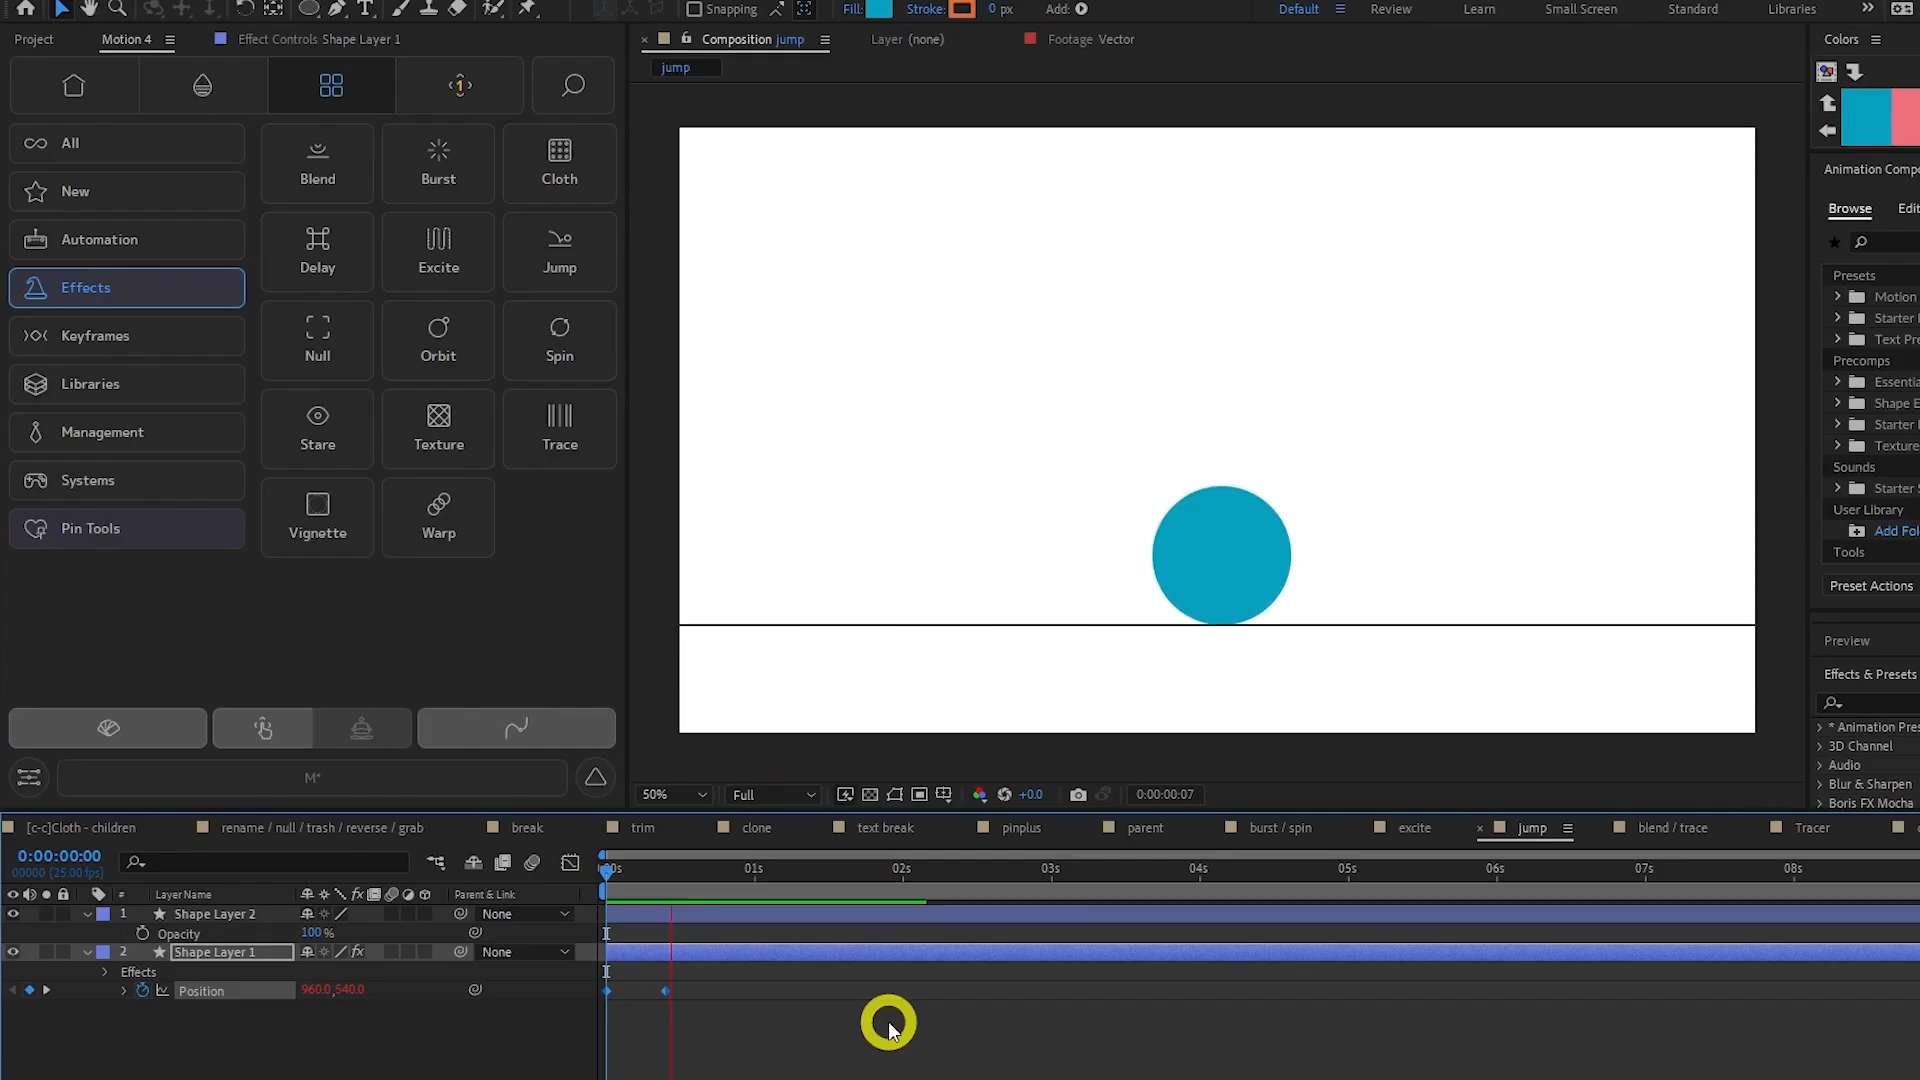 Snapping
Fill:
Stroke:
0 px
Add:
Default
Review
Learn
Small Screen
Standard
Libraries
Project
Motion 4
Effect Controls Shape Layer 1
Composition jump
Layer (none)
Footage Vector
Colors
jump
1
All
New
Automation
Effects
Keyframes
Libraries
Management
Systems
Pin Tools
Blend
Burst
Cloth
Delay
Excite
Jump
Null
Orbit
Spin
Stare
Texture
Trace
Vignette
Warp
M*
50%
Full
+0.0
0:00:00:07
Animation Compo
Browse
Edit
Presets
Motion
Starter
Text Pre
Precomps
Essentia
Shape E
Starter
Texture
Sounds
Starter S
User Library
Add Fol
Tools
Preset Actions
Preview
Effects & Presets
* Animation Pres
3D Channel
Audio
Blur & Sharpen
Boris FX Mocha
[c-c]Cloth - children
rename / null / trash / reverse / grab
break
trim
clone
text break
pinplus
parent
burst / spin
excite
jump
blend / trace
Tracer
0:00:00:00
00000 (25.00 fps)
:00s
01s
02s
03s
04s
05s
06s
07s
08s
#
Layer Name
fx
Parent & Link
1
Shape Layer 2
None
Opacity
100 %
2
Shape Layer 1
fx
None
Effects
Position
960.0,540.0